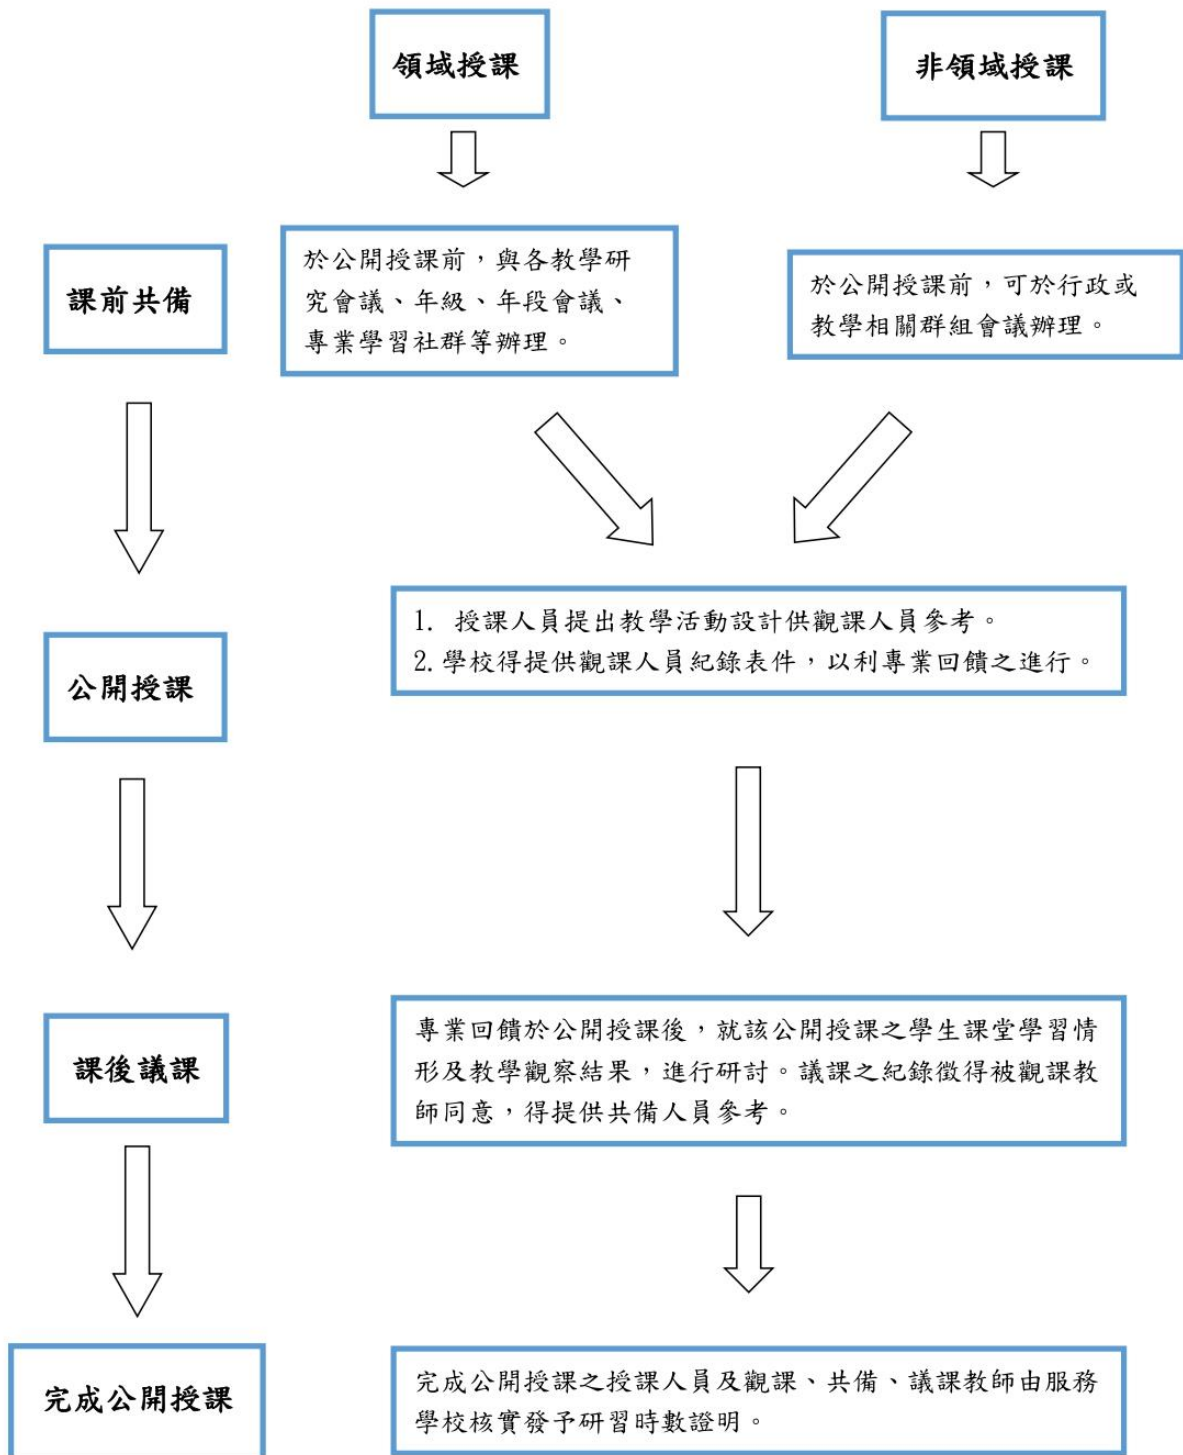 領域授課
非領域授課
課前共備
於公開授課前，與各教學研
究會議、年級、年段會議、
專業學習社群等辦理。
於公開授課前，可於行政或
教學相關群組會議辦理。
公開授課
1. 授課人員提出教學活動設計供觀課人員參考。
2.學校得提供觀課人員紀錄表件，以利專業回饋之進行。
課後議課
專業回饋於公開授課後，就該公開授課之學生課堂學習情
形及教學觀察結果，進行研討。議課之紀錄徵得被觀課教
師同意，得提供共備人員參考。
完成公開授課
完成公開授課之授課人員及觀課、共備、議課教師由服務
學校核實發予研習時數證明。